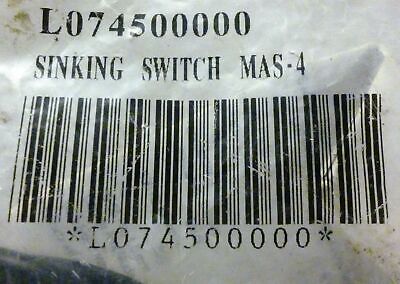 L074500000
SINKING SWITCH MAS-4
*L074500000*